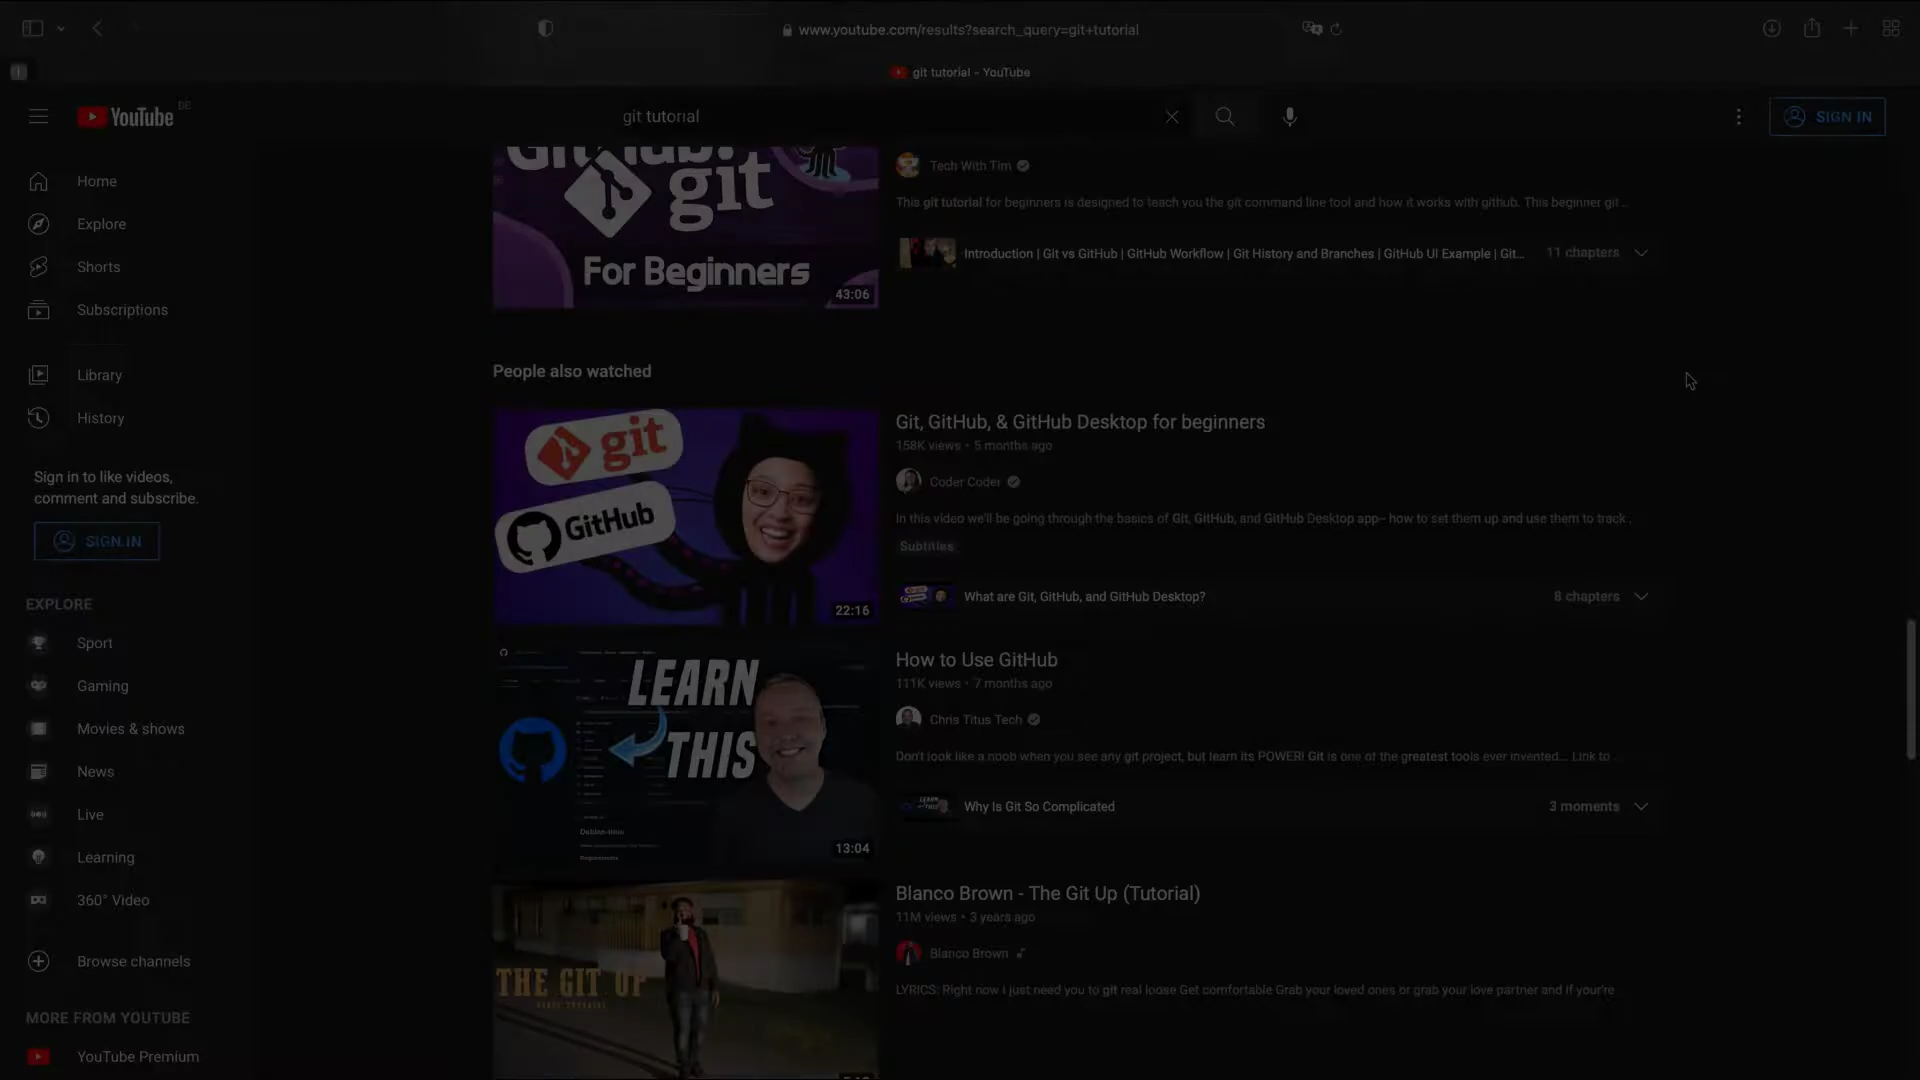 www.youtube.com/results?search_query=git+tutorial
git tutorial - YouTube
YouTube
git tutorial
SIGN IN
Home
Explore
Shorts
Subscriptions
Library
History
Sign in to like videos,
comment and subscribe.
SIGN IN
EXPLORE
Sport
Gaming
Movies & shows
News
Live
Learning
360° Video
Browse channels
MORE FROM YOUTUBE
YouTube Premium
GitHub?
git
For Beginners
43:06
Tech With Tim
This git tutorial for beginners is designed to teach you the git command line tool and how it works with github. This beginner git ...
Introduction | Git vs GitHub | GitHub Workflow | Git History and Branches | GitHub UI Example | Git...
11 chapters
People also watched
git
GitHub
22:16
Git, GitHub, & GitHub Desktop for beginners
158K views • 5 months ago
Coder Coder
In this video we'll be going through the basics of Git, GitHub, and GitHub Desktop app-- how to set them up and use them to track .
Subtitles
What are Git, GitHub, and GitHub Desktop?
8 chapters
LEARN
THIS
13:04
How to Use GitHub
111K views • 7 months ago
Chris Titus Tech
Don't look like a noob when you see any git project, but learn its POWER! Git is one of the greatest tools ever invented... Link to ...
Why Is Git So Complicated
3 moments
THE GIT UP
Blanco Brown - The Git Up (Tutorial)
11M views • 3 years ago
Blanco Brown
LYRICS: Right now i just need you to git real loose Get comfortable Grab your loved ones or grab your love partner and if your're